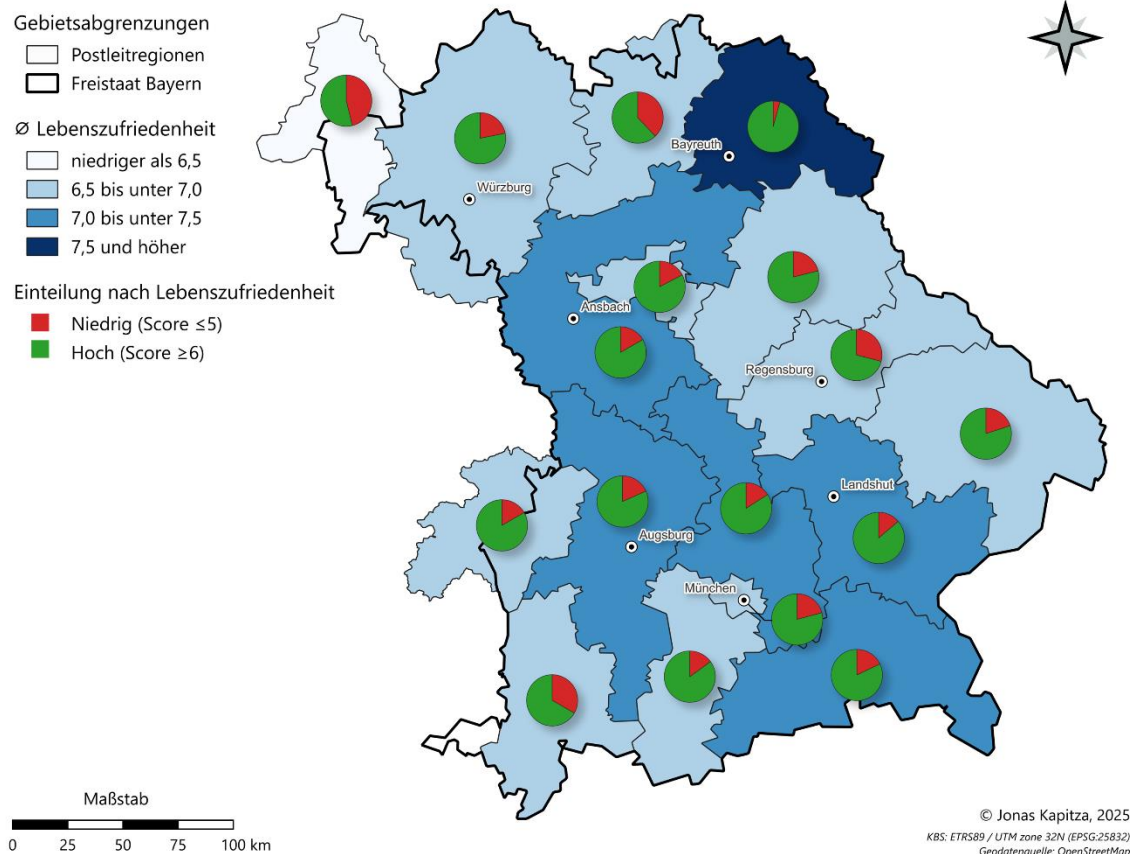 Gebietsabgrenzungen
Postleitregionen
Freistaat Bayern
Ø Lebenszufriedenheit
niedriger als 6,5
6,5 bis unter 7,0
7,0 bis unter 7,5
7,5 und höher
Einteilung nach Lebenszufriedenheit
Niedrig (Score ≤5)
Hoch (Score ≥6)
Bayreuth
Würzburg
Ansbach
Regensburg
Landshut
Augsburg
München
Maßstab
0 25 50 75 100 km
© Jonas Kapitza, 2025
KBS: ETRS89 / UTM zone 32N (EPSG:25832)
Geodatenquelle: OpenStreetMap